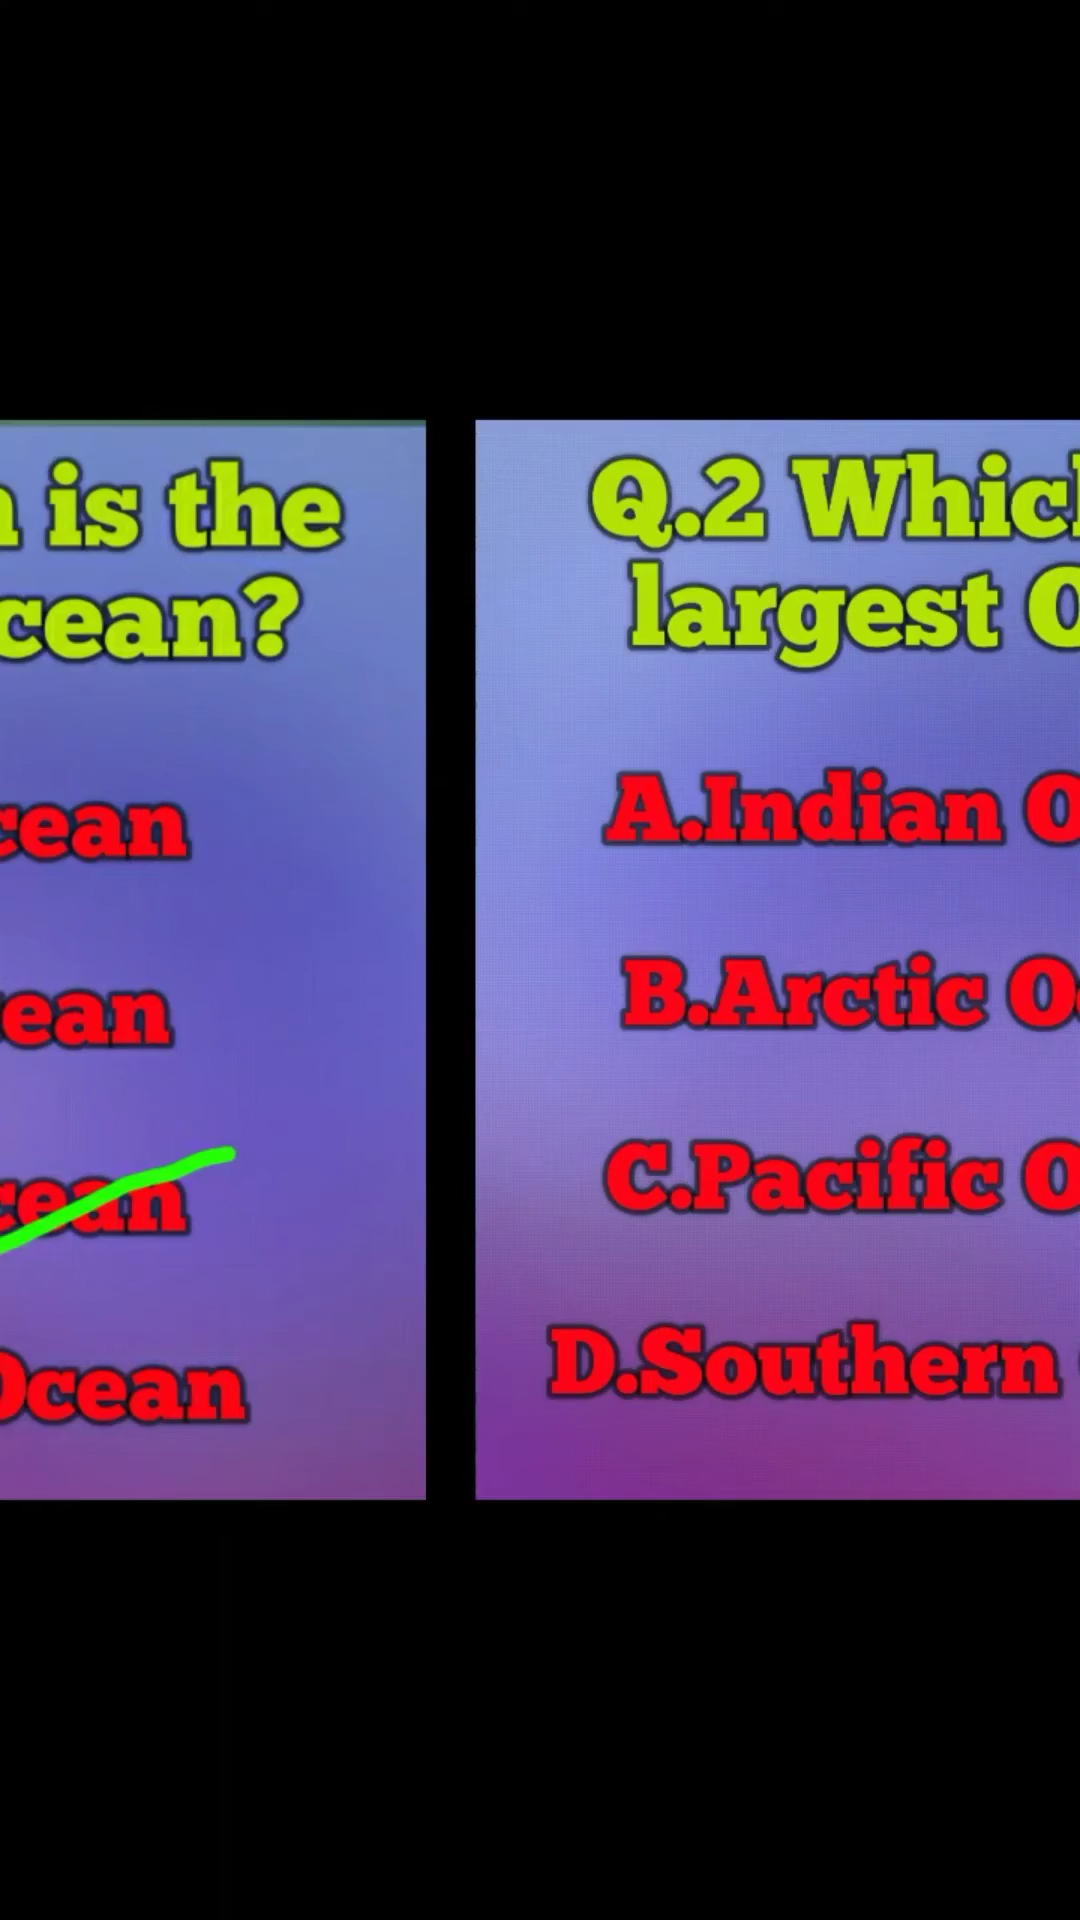 is the
cean?
cean
ean
cean
Ocean
Q.2 Which
largest O
A.Indian O
B.Arctic O
C.Pacific O
D.Southern